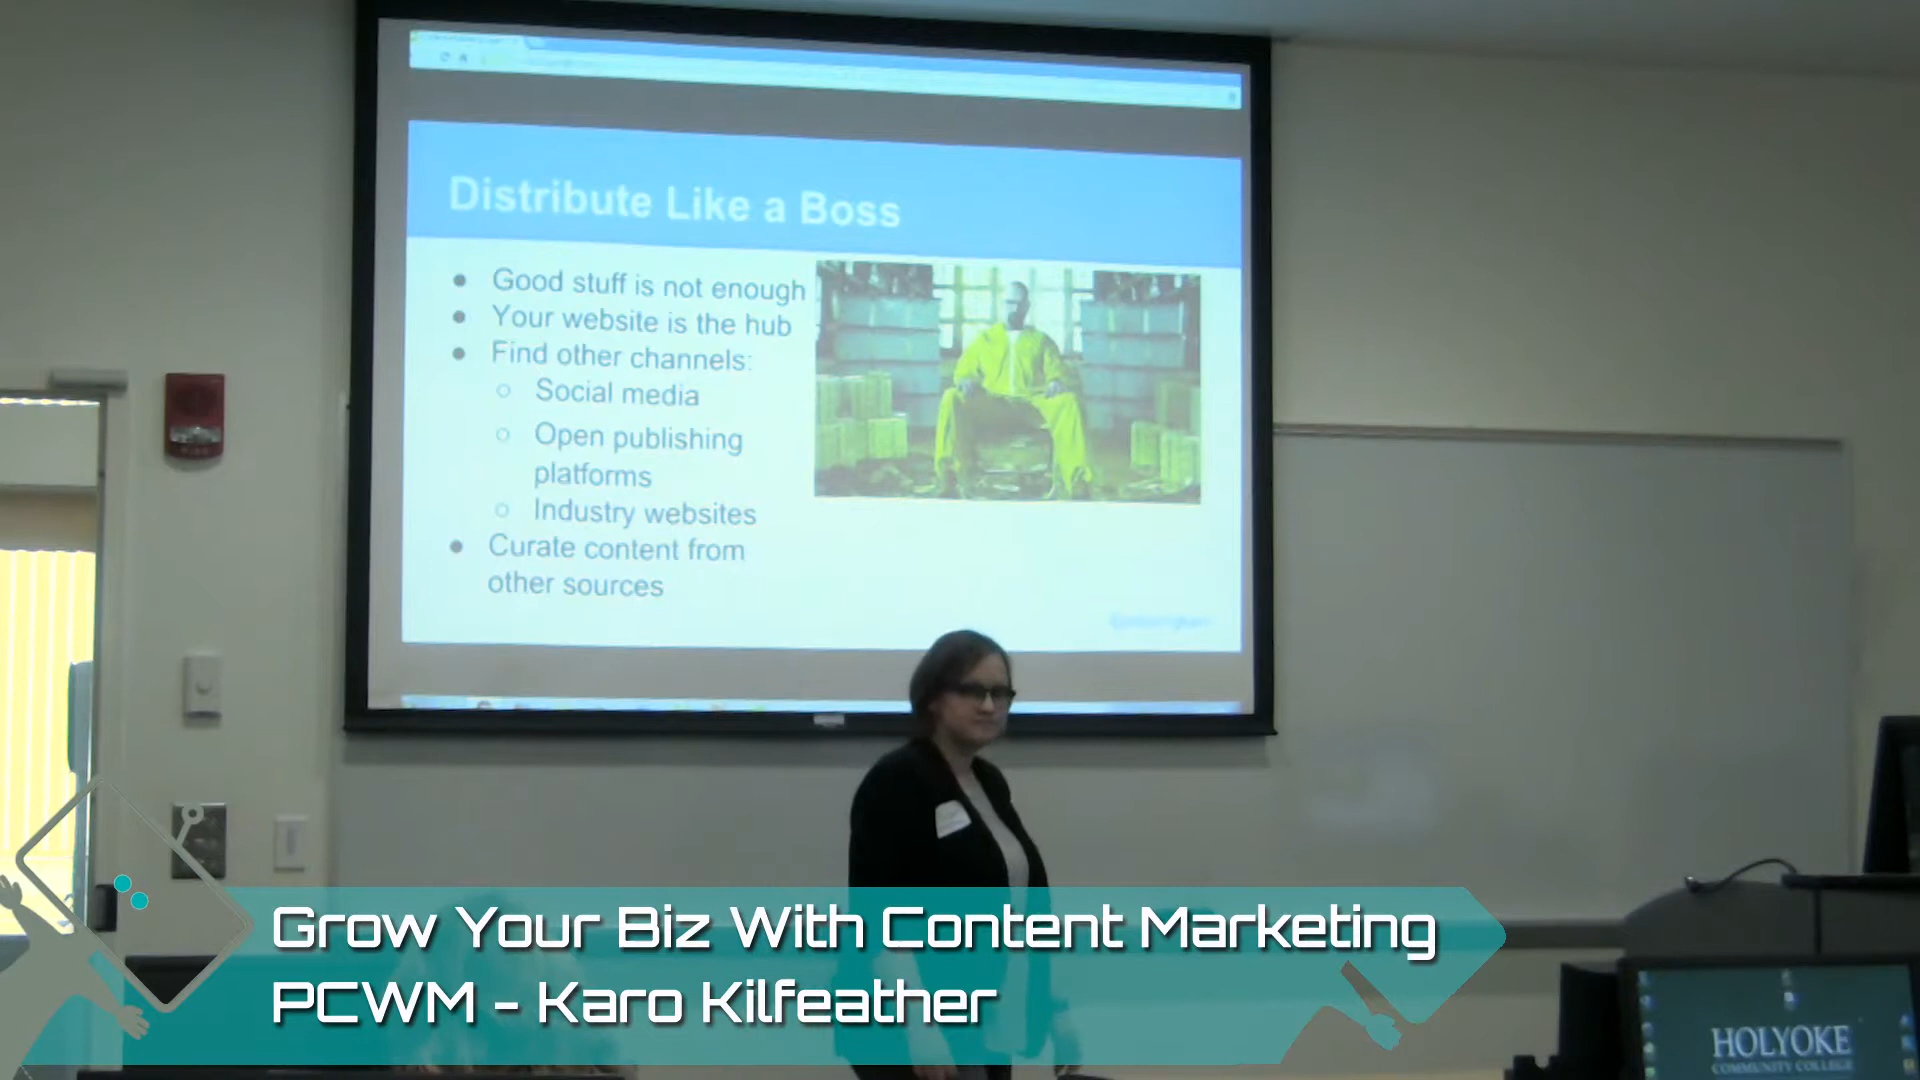 Distribute Like a Boss
● Good stuff is not enough
● Your website is the hub
● Find other channels:
○ Social media
○ Open publishing
platforms
○ Industry websites
● Curate content from
other sources
Grow Your Biz With Content Marketing
PCWM - Karo Kilfeather
HOLYOKE
COMMUNITY COLLEGE